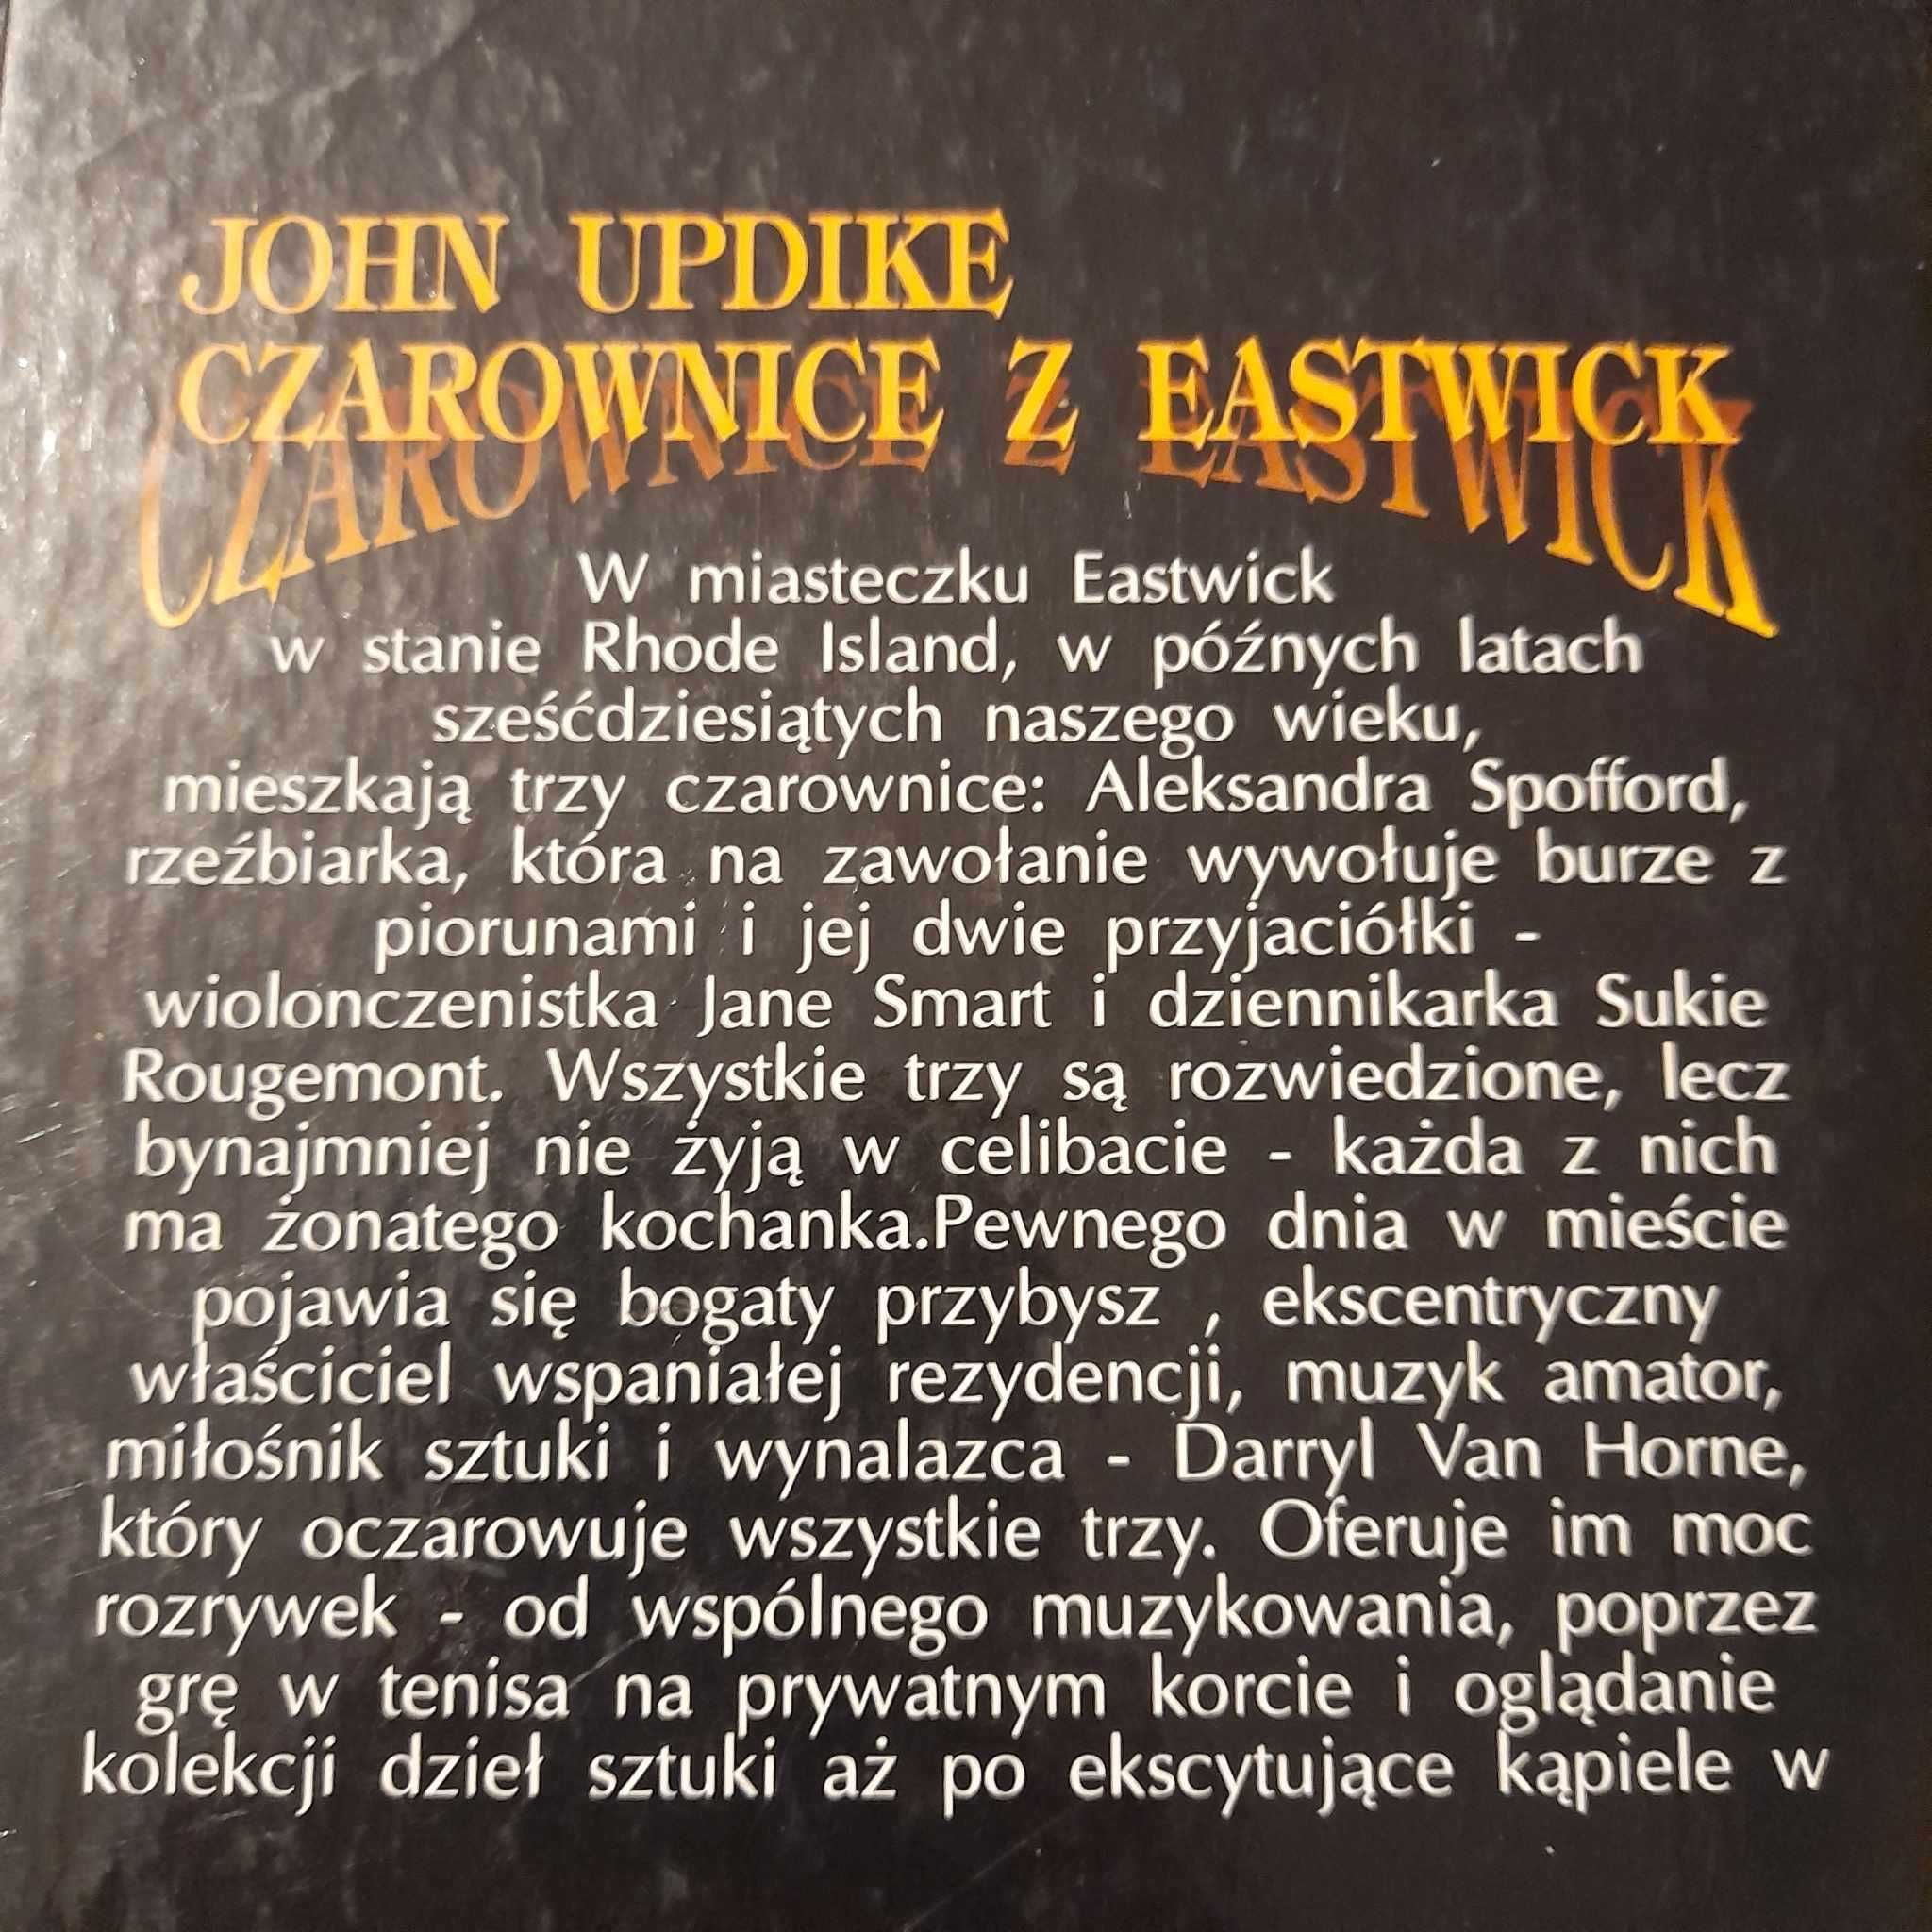 JOHN UPDIKE
CZAROWNICE Z EASTWICK
W miasteczku Eastwick
w stanie Rhode Island, w późnych latach
sześćdziesiątych naszego wieku,
mieszkają trzy czarownice: Aleksandra Spofford,
rzeźbiarka, która na zawołanie wywołuje burze z
piorunami i jej dwie przyjaciółki -
wiolonczenistka Jane Smart i dziennikarka Sukie
Rougemont. Wszystkie trzy są rozwiedzione, lecz
bynajmniej nie żyją w celibacie - każda z nich
ma żonatego kochanka.Pewnego dnia w mieście
pojawia się bogaty przybysz , ekscentryczny
właściciel wspaniałej rezydencji, muzyk amator,
miłośnik sztuki i wynalazca - Darryl Van Horne,
który oczarowuje wszystkie trzy. Oferuje im moc
rozrywek - od wspólnego muzykowania, poprzez
grę w tenisa na prywatnym korcie i oglądanie
kolekcji dzieł sztuki aż po ekscytujące kąpiele w